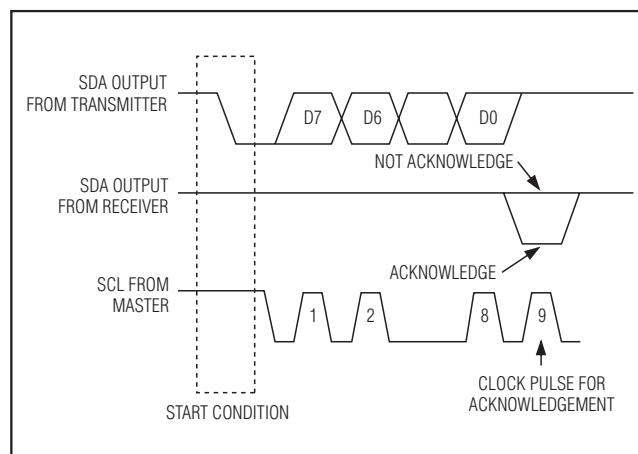 SDA OUTPUT
FROM TRANSMITTER
D7
D6
D0
NOT ACKNOWLEDGE
SDA OUTPUT
FROM RECEIVER
ACKNOWLEDGE
SCL FROM
MASTER
1
2
8
9
CLOCK PULSE FOR
ACKNOWLEDGEMENT
START CONDITION